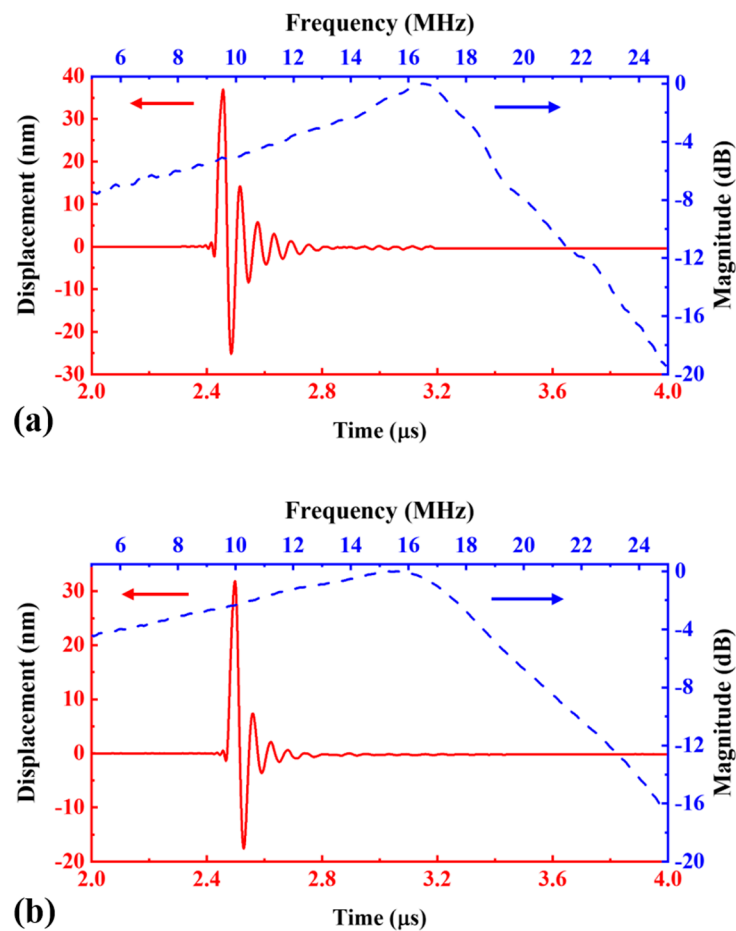 Frequency (MHz)
6 8 10 12 14 16 18 20 22 24
40
30
20
10
0
-10
-20
-30
Displacement (nm)
0
-4
-8
-12
-16
-20
Magnitude (dB)
2.0 2.4 2.8 3.2 3.6 4.0
(a)
Time (μs)
Frequency (MHz)
6 8 10 12 14 16 18 20 22 24
30
20
10
0
-10
-20
Displacement (nm)
0
-4
-8
-12
-16
-20
Magnitude (dB)
2.0 2.4 2.8 3.2 3.6 4.0
(b)
Time (μs)